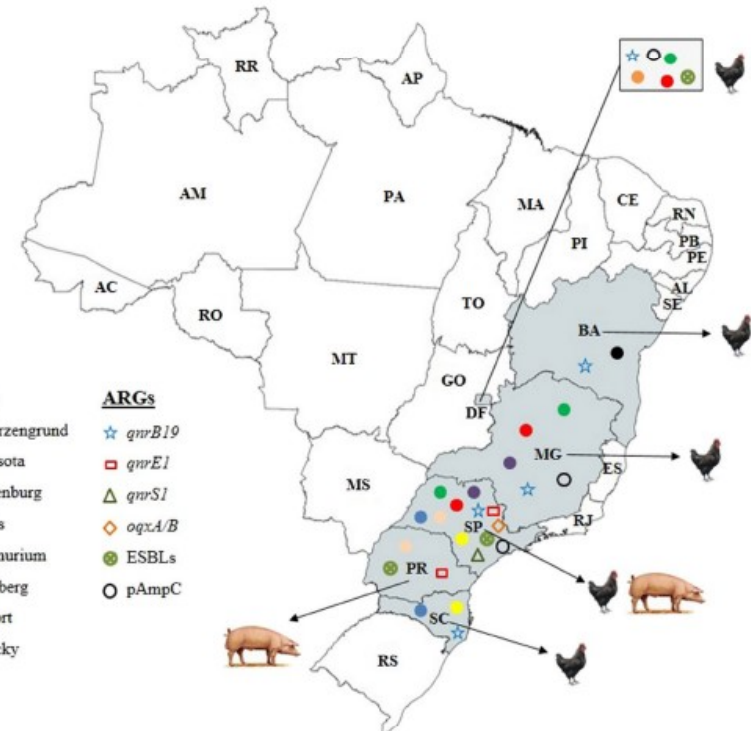 RR
AP
AM
PA
MA
CE
RN
PB
PE
PI
AL
SE
AC
RO
TO
BA
MT
GO
DF
MG
ES
MS
RJ
SP
PR
SC
RS
ARGs
rzengrund
qnrB19
sota
qnrE1
enburg
qnrS1
s
oqxA/B
nurium
ESBLs
berg
pAmpC
rt
ky